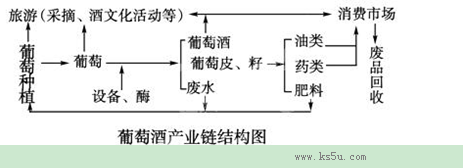 旅游(采摘、酒文化活动等)
消费市场
葡萄种植
葡萄
设备、酶
葡萄酒
葡萄皮、籽
废水
油类
药类
肥料
废品回收
葡萄酒产业链结构图
www.ks5u.com